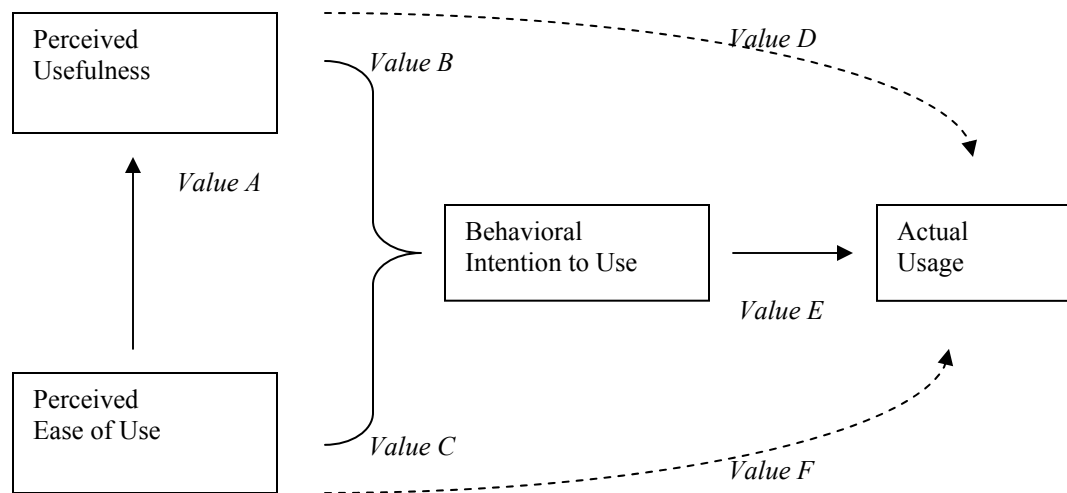 Perceived
Usefulness
Value D
Value B
Value A
Behavioral
Intention to Use
Actual
Usage
Value E
Perceived
Ease of Use
Value C
Value F